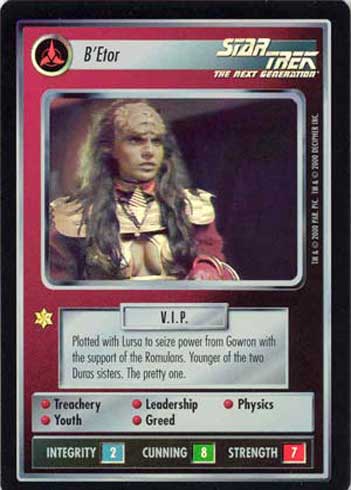 B'Etor
STAR TREK
THE NEXT GENERATION
TM & © 2000 PAR. PIC. TM & © 2000 DECIPHER INC.
V.I.P.
Plotted with Lursa to seize power from Gowron with
the support of the Romulans. Younger of the two
Duras sisters. The pretty one.
Treachery Leadership Physics
Youth Greed
INTEGRITY 2 CUNNING 8 STRENGTH 7